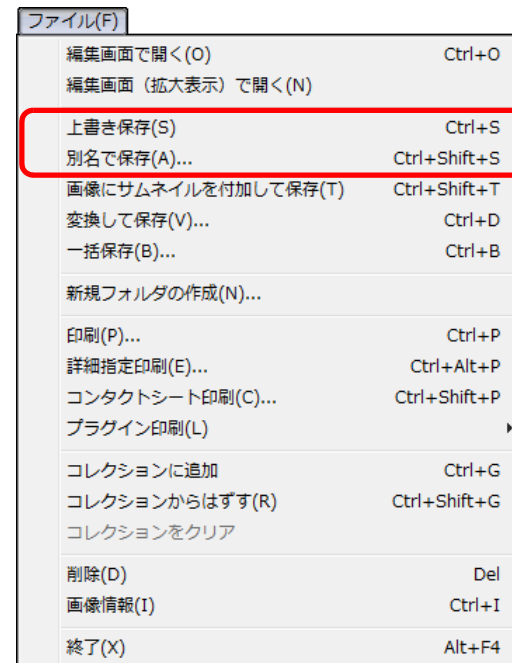 ファイル(F)
編集画面で開く(O) Ctrl+O
編集画面（拡大表示）で開く(N)
上書き保存(S) Ctrl+S
別名で保存(A)... Ctrl+Shift+S
画像にサムネイルを付加して保存(T) Ctrl+Shift+T
変換して保存(V)... Ctrl+D
一括保存(B)... Ctrl+B
新規フォルダの作成(N)...
印刷(P)... Ctrl+P
詳細指定印刷(E)... Ctrl+Alt+P
コンタクトシート印刷(C)... Ctrl+Shift+P
プラグイン印刷(L)
コレクションに追加 Ctrl+G
コレクションからはずす(R) Ctrl+Shift+G
コレクションをクリア
削除(D) Del
画像情報(I) Ctrl+I
終了(X) Alt+F4